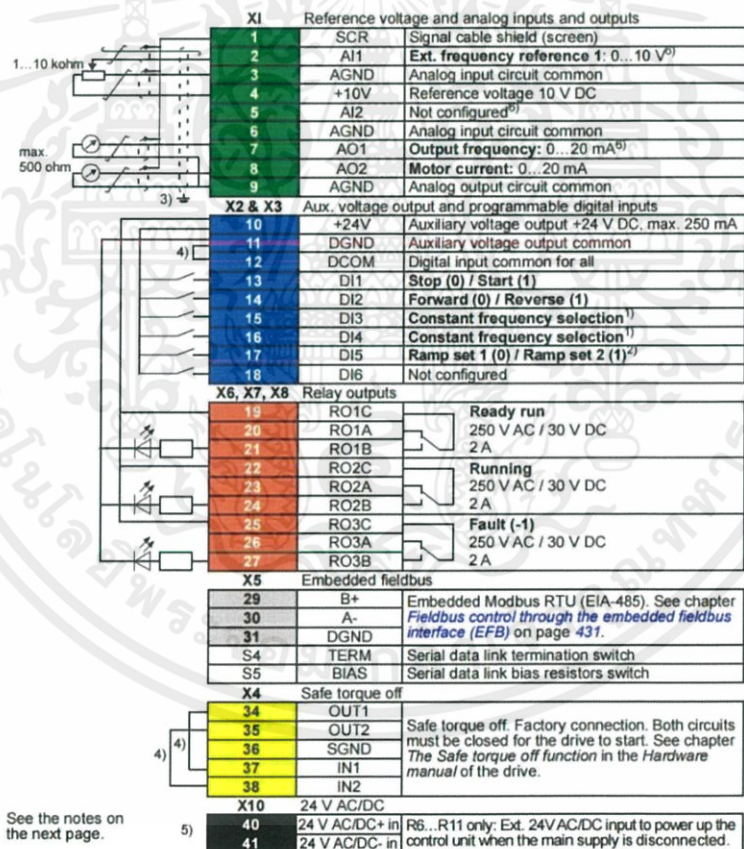 X1 Reference voltage and analog inputs and outputs
1 SCR Signal cable shield (screen)
1…10 kohm
2 AI1 Ext. frequency reference 1: 0…10 V⁶⁾
3 AGND Analog input circuit common
4 +10V Reference voltage 10 V DC
5 AI2 Not configured⁶⁾
6 AGND Analog input circuit common
max. 500 ohm
7 AO1 Output frequency: 0…20 mA⁶⁾
8 AO2 Motor current: 0…20 mA
9 AGND Analog output circuit common
3)
X2 & X3 Aux. voltage output and programmable digital inputs
10 +24V Auxiliary voltage output +24 V DC, max. 250 mA
11 DGND Auxiliary voltage output common
4)
12 DCOM Digital input common for all
13 DI1 Stop (0) / Start (1)
14 DI2 Forward (0) / Reverse (1)
15 DI3 Constant frequency selection¹⁾
16 DI4 Constant frequency selection¹⁾
17 DI5 Ramp set 1 (0) / Ramp set 2 (1)²⁾
18 DI6 Not configured
X6, X7, X8 Relay outputs
19 RO1C Ready run
20 RO1A 250 V AC / 30 V DC
21 RO1B 2 A
22 RO2C Running
23 RO2A 250 V AC / 30 V DC
24 RO2B 2 A
25 RO3C Fault (-1)
26 RO3A 250 V AC / 30 V DC
27 RO3B 2 A
X5 Embedded fieldbus
29 B+ Embedded Modbus RTU (EIA-485). See chapter
30 A- Fieldbus control through the embedded fieldbus
31 DGND interface (EFB) on page 431.
S4 TERM Serial data link termination switch
S5 BIAS Serial data link bias resistors switch
X4 Safe torque off
34 OUT1
35 OUT2 Safe torque off. Factory connection. Both circuits
36 SGND must be closed for the drive to start. See chapter
37 IN1 The Safe torque off function in the Hardware
38 IN2 manual of the drive.
4) 4)
X10 24 V AC/DC
See the notes on
the next page.
5)
40 24 V AC/DC+ in R6…R11 only: Ext. 24V AC/DC input to power up the
41 24 V AC/DC- in control unit when the main supply is disconnected.